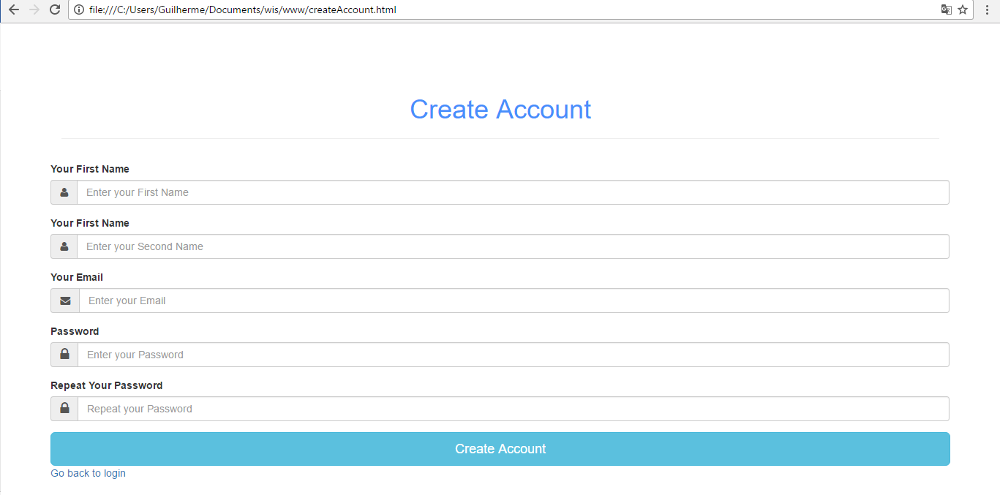 file:///C:/Users/Guilherme/Documents/wis/www/createAccount.html
Create Account
Your First Name
Enter your First Name
Your First Name
Enter your Second Name
Your Email
Enter your Email
Password
Enter your Password
Repeat Your Password
Repeat your Password
Create Account
Go back to login